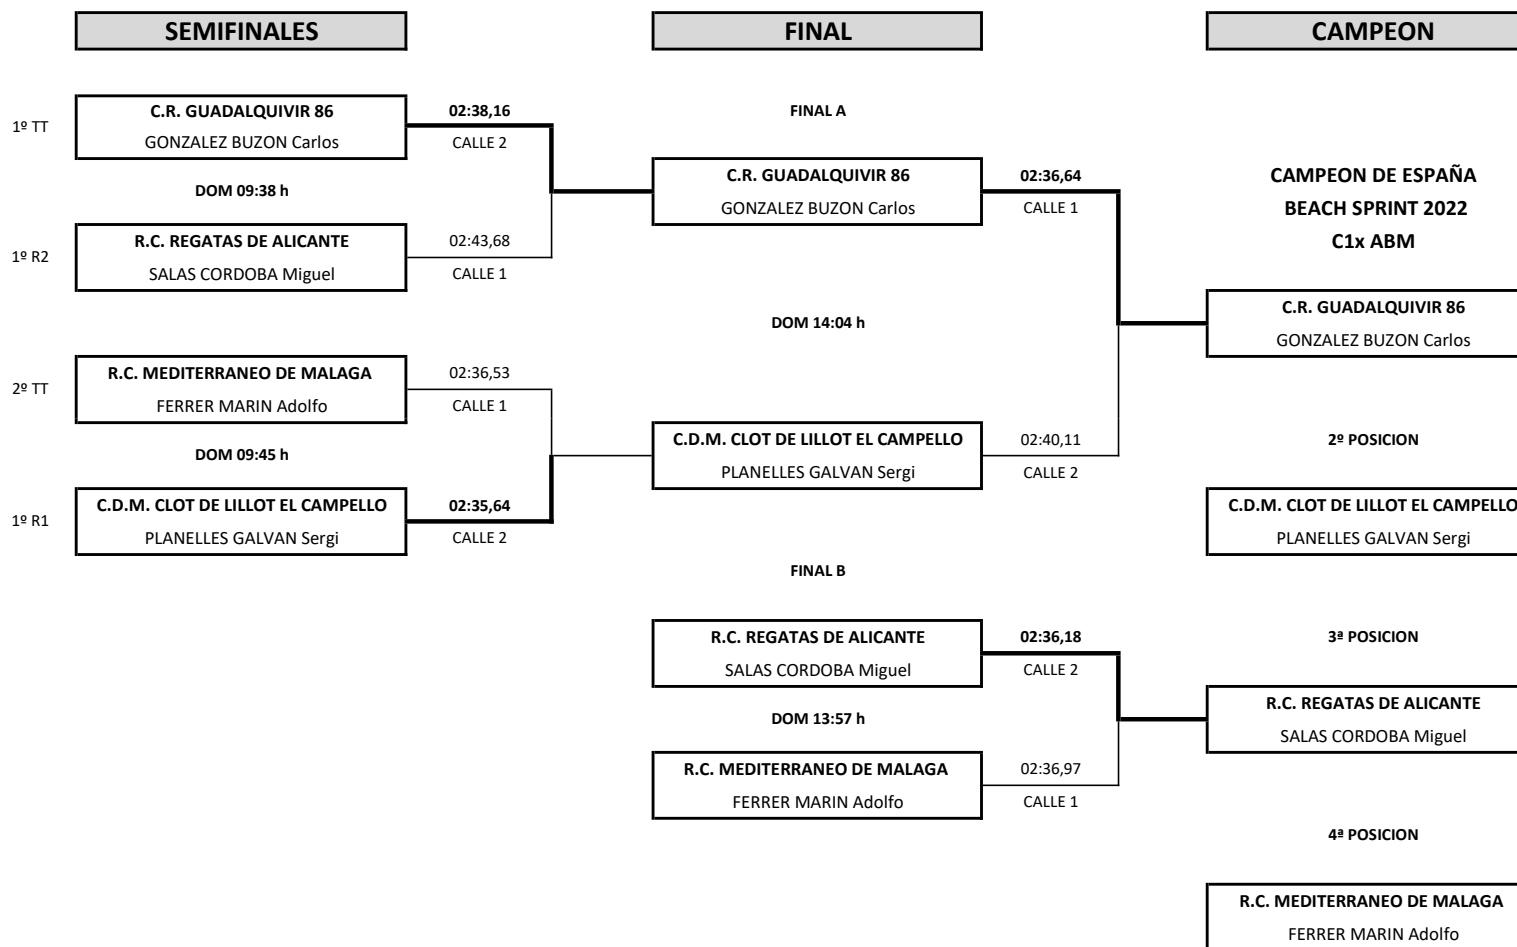 SEMIFINALES
FINAL
CAMPEON
1º TT
C.R. GUADALQUIVIR 86
GONZALEZ BUZON Carlos
02:38,16
CALLE 2
DOM 09:38 h
1º R2
R.C. REGATAS DE ALICANTE
SALAS CORDOBA Miguel
02:43,68
CALLE 1
2º TT
R.C. MEDITERRANEO DE MALAGA
FERRER MARIN Adolfo
02:36,53
CALLE 1
DOM 09:45 h
1º R1
C.D.M. CLOT DE LILLOT EL CAMPELLO
PLANELLES GALVAN Sergi
02:35,64
CALLE 2
FINAL A
C.R. GUADALQUIVIR 86
GONZALEZ BUZON Carlos
02:36,64
CALLE 1
DOM 14:04 h
C.D.M. CLOT DE LILLOT EL CAMPELLO
PLANELLES GALVAN Sergi
02:40,11
CALLE 2
FINAL B
R.C. REGATAS DE ALICANTE
SALAS CORDOBA Miguel
02:36,18
CALLE 2
DOM 13:57 h
R.C. MEDITERRANEO DE MALAGA
FERRER MARIN Adolfo
02:36,97
CALLE 1
CAMPEON DE ESPAÑA
BEACH SPRINT 2022
C1x ABM
C.R. GUADALQUIVIR 86
GONZALEZ BUZON Carlos
2º POSICION
C.D.M. CLOT DE LILLOT EL CAMPELLO
PLANELLES GALVAN Sergi
3ª POSICION
R.C. REGATAS DE ALICANTE
SALAS CORDOBA Miguel
4ª POSICION
R.C. MEDITERRANEO DE MALAGA
FERRER MARIN Adolfo